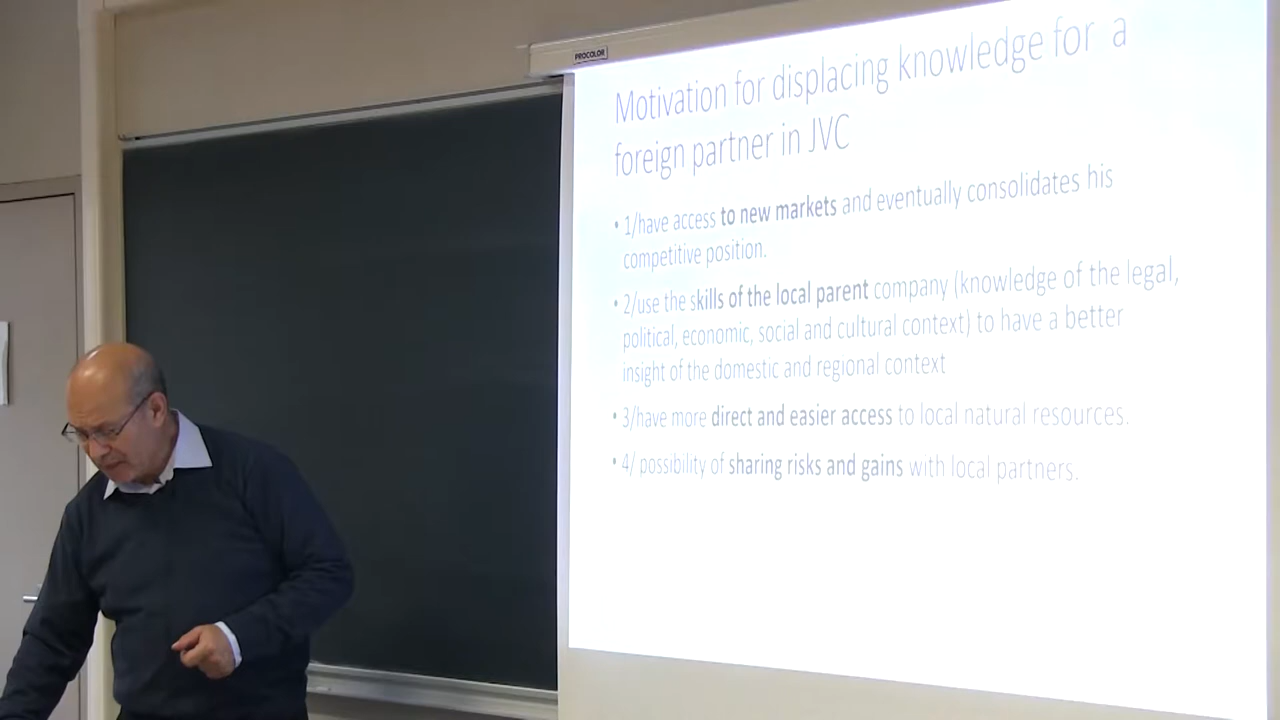 PROCOLOR
Motivation for displacing knowledge for a
foreign partner in JVC
• 1/have access to new markets and eventually consolidates his
competitive position.
• 2/use the skills of the local parent company (knowledge of the legal,
political, economic, social and cultural context) to have a better
insight of the domestic and regional context
• 3/have more direct and easier access to local natural resources.
• 4/ possibility of sharing risks and gains with local partners.